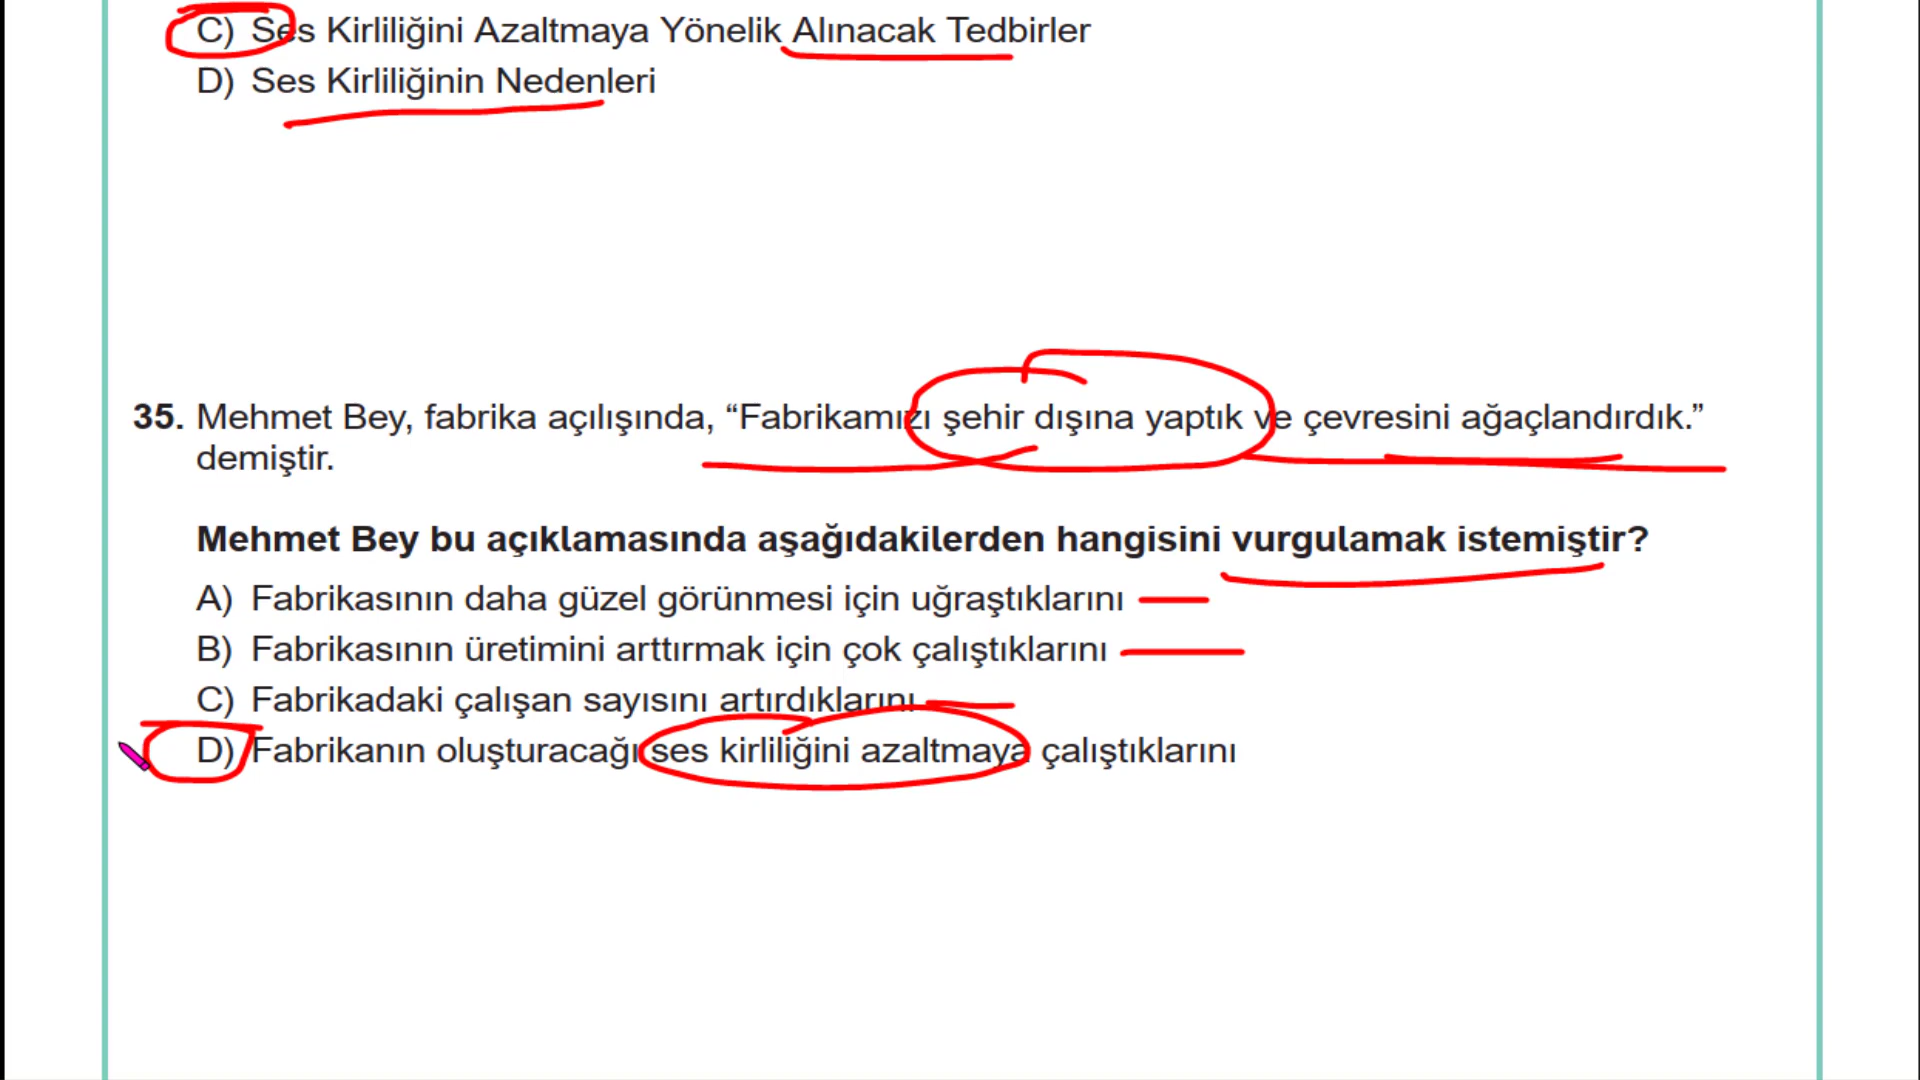 C) Ses Kirliliğini Azaltmaya Yönelik Alınacak Tedbirler
D) Ses Kirliliğinin Nedenleri
35. Mehmet Bey, fabrika açılışında, “Fabrikamızı şehir dışına yaptık ve çevresini ağaçlandırdık.”
demiştir.
Mehmet Bey bu açıklamasında aşağıdakilerden hangisini vurgulamak istemiştir?
A) Fabrikasının daha güzel görünmesi için uğraştıklarını
B) Fabrikasının üretimini arttırmak için çok çalıştıklarını
C) Fabrikadaki çalışan sayısını artırdıklarını
D) Fabrikanın oluşturacağı ses kirliliğini azaltmaya çalıştıklarını